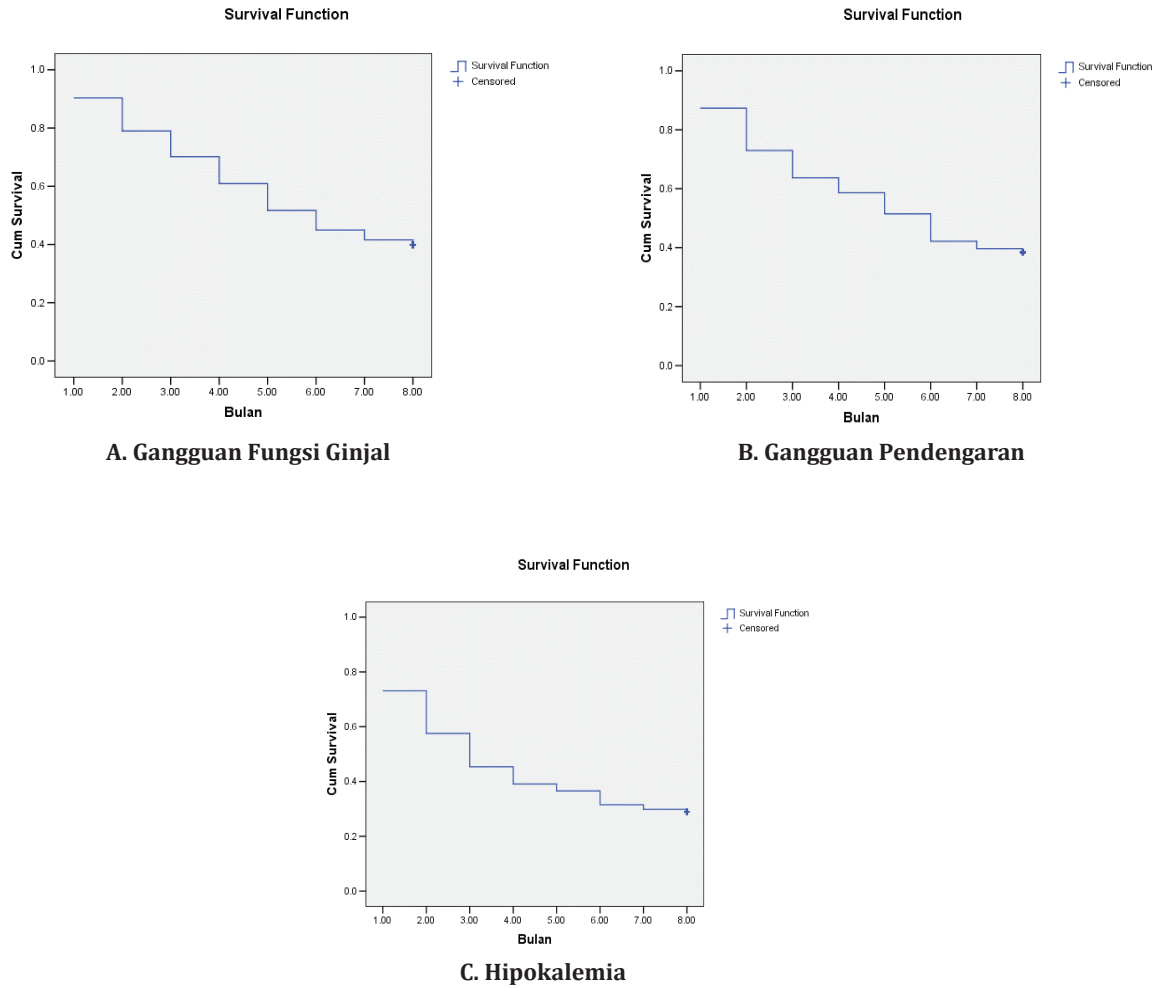 Survival Function
1.0
0.8
0.6
0.4
0.2
0.0
Cum Survival
1.00 2.00 3.00 4.00 5.00 6.00 7.00 8.00
Bulan
Survival Function
Censored
A. Gangguan Fungsi Ginjal
Survival Function
1.0
0.8
0.6
0.4
0.2
0.0
Cum Survival
1.00 2.00 3.00 4.00 5.00 6.00 7.00 8.00
Bulan
Survival Function
Censored
B. Gangguan Pendengaran
Survival Function
1.0
0.8
0.6
0.4
0.2
0.0
Cum Survival
1.00 2.00 3.00 4.00 5.00 6.00 7.00 8.00
Bulan
Survival Function
Censored
C. Hipokalemia